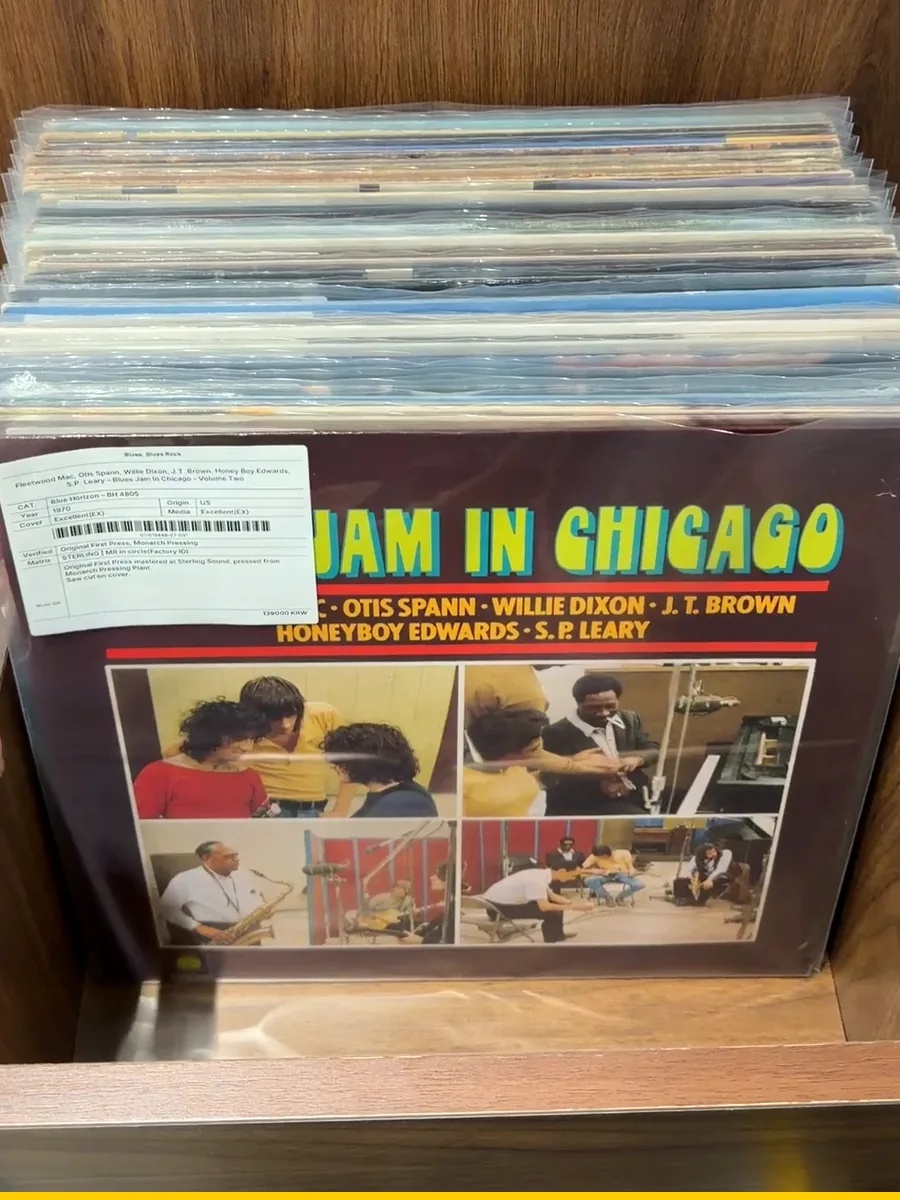 Blues, Blues Rock
Fleetwood Mac, Otis Spann, Willie Dixon, J.T. Brown, Honey Boy Edwards,
S.P. Leary – Blues Jam In Chicago – Volume Two
CAT. Blue Horizon – BH 4805 Origin US
Year 1970 Media Excellent(EX)
Cover Excellent(EX)
Verified Original First Press, Monarch Pressing
Matrix STERLING | MR in circle(Factory ID)
Original First Press mastered at Sterling Sound, pressed from
Monarch Pressing Plant.
Saw cut on cover.
139000 KRW
JAM IN CHICAGO
· OTIS SPANN · WILLIE DIXON · J.T. BROWN
HONEYBOY EDWARDS · S.P. LEARY